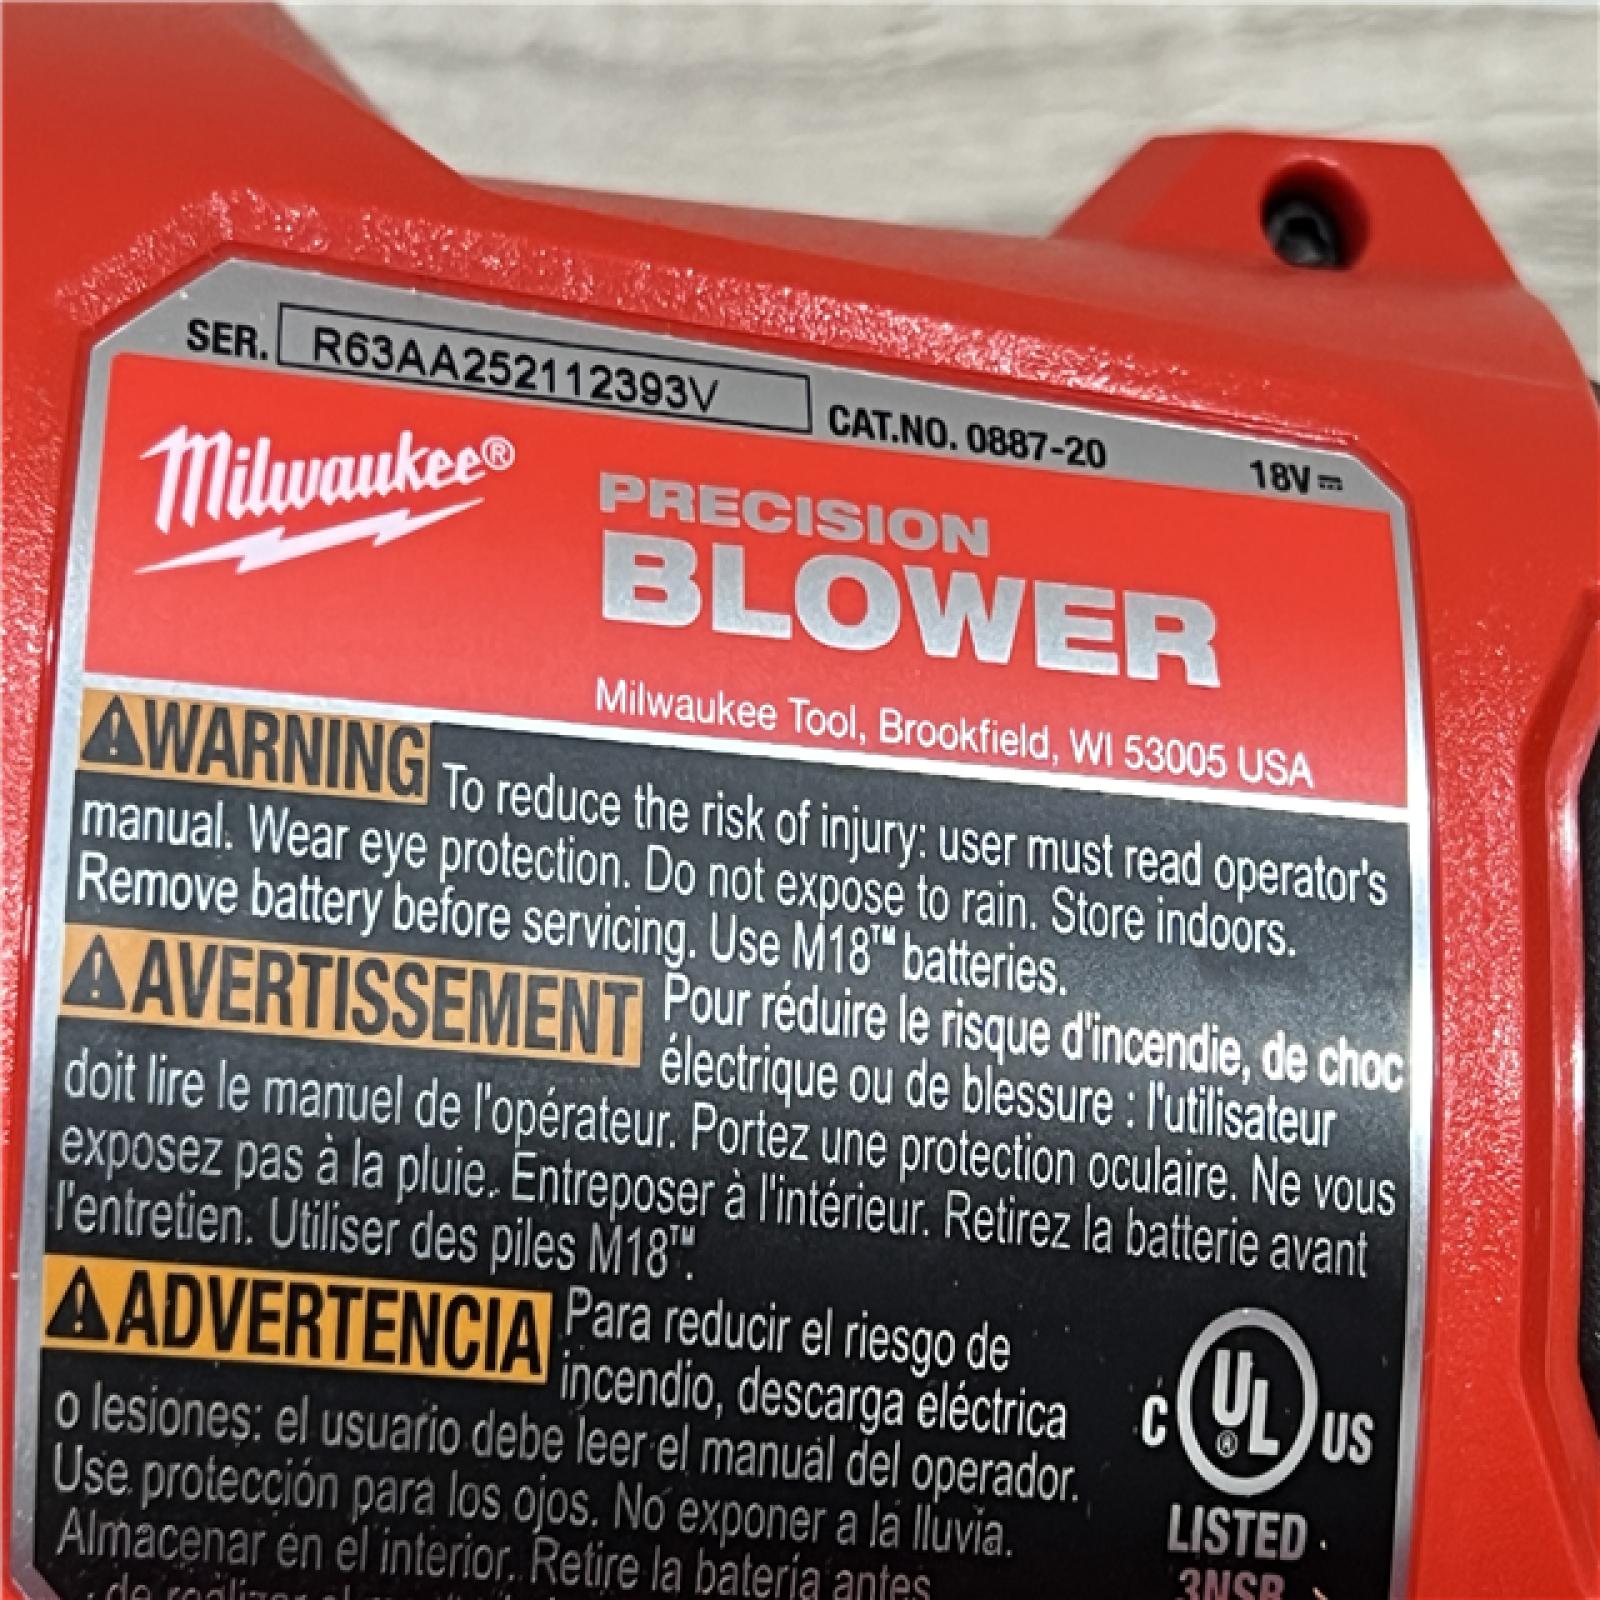 SER. R63AA252112393V CAT.NO. 0887-20 18V
Milwaukee®
PRECISION
BLOWER
Milwaukee Tool, Brookfield, WI 53005 USA
WARNING To reduce the risk of injury: user must read operator's
manual. Wear eye protection. Do not expose to rain. Store indoors.
Remove battery before servicing. Use M18™ batteries.
AVERTISSEMENT Pour réduire le risque d'incendie, de choc
électrique ou de blessure : l'utilisateur
doit lire le manuel de l'opérateur. Portez une protection oculaire. Ne vous
exposez pas à la pluie. Entreposer à l'intérieur. Retirez la batterie avant
l'entretien. Utiliser des piles M18™.
ADVERTENCIA Para reducir el riesgo de
incendio, descarga eléctrica
o lesiones: el usuario debe leer el manual del operador.
Use protección para los ojos. No exponer a la lluvia.
Almacenar en el interior. Retire la batería antes
de realizar el
C UL® US
LISTED
3NSR